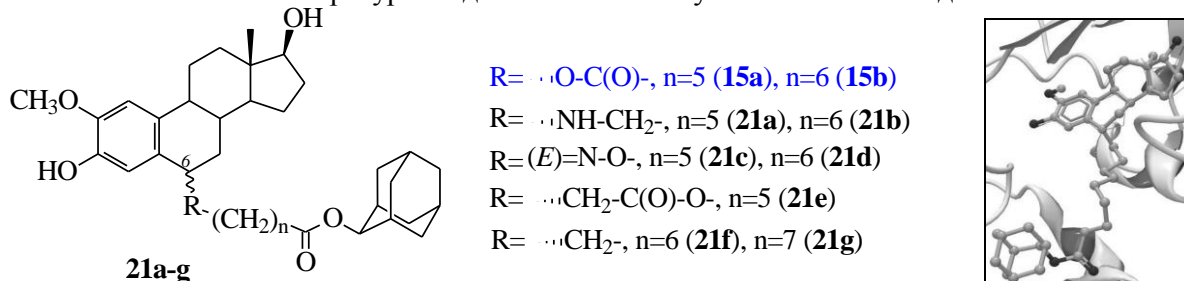 OH
CH₃O
R= ···O-C(O)-, n=5 (15a), n=6 (15b)
R= ···NH-CH₂-, n=5 (21a), n=6 (21b)
HO
6
R=(E)=N-O-, n=5 (21c), n=6 (21d)
R= ···CH₂-C(O)-O-, n=5 (21e)
R
(CH₂)n
O
R= ···CH₂-, n=6 (21f), n=7 (21g)
O
21a-g